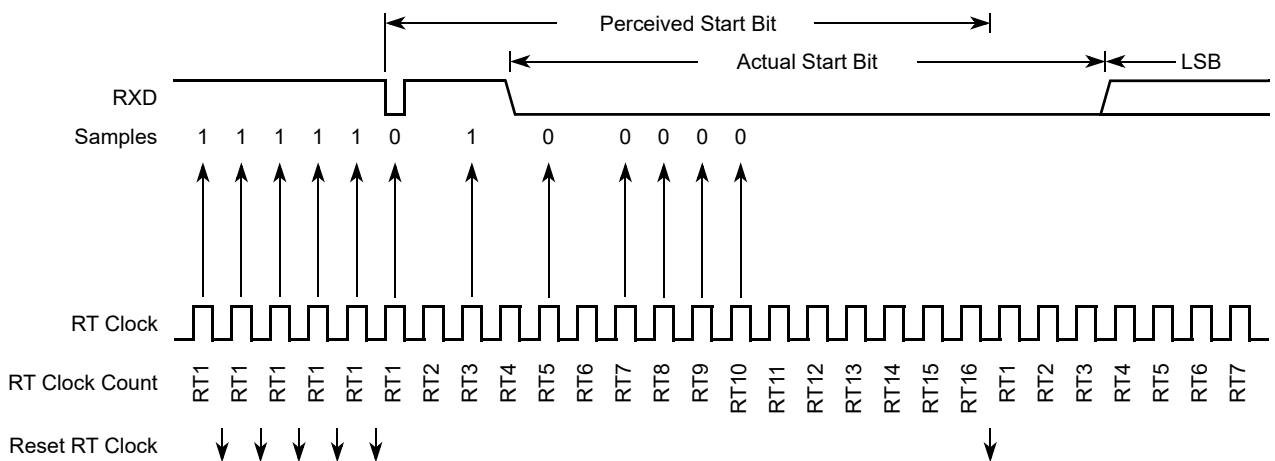 Perceived Start Bit
Actual Start Bit
LSB
RXD
Samples 1 1 1 1 1 0 1 0 0 0 0 0
RT Clock
RT Clock Count RT1 RT1 RT1 RT1 RT1 RT1 RT2 RT3 RT4 RT5 RT6 RT7 RT8 RT9 RT10 RT11 RT12 RT13 RT14 RT15 RT16 RT1 RT2 RT3 RT4 RT5 RT6 RT7
Reset RT Clock